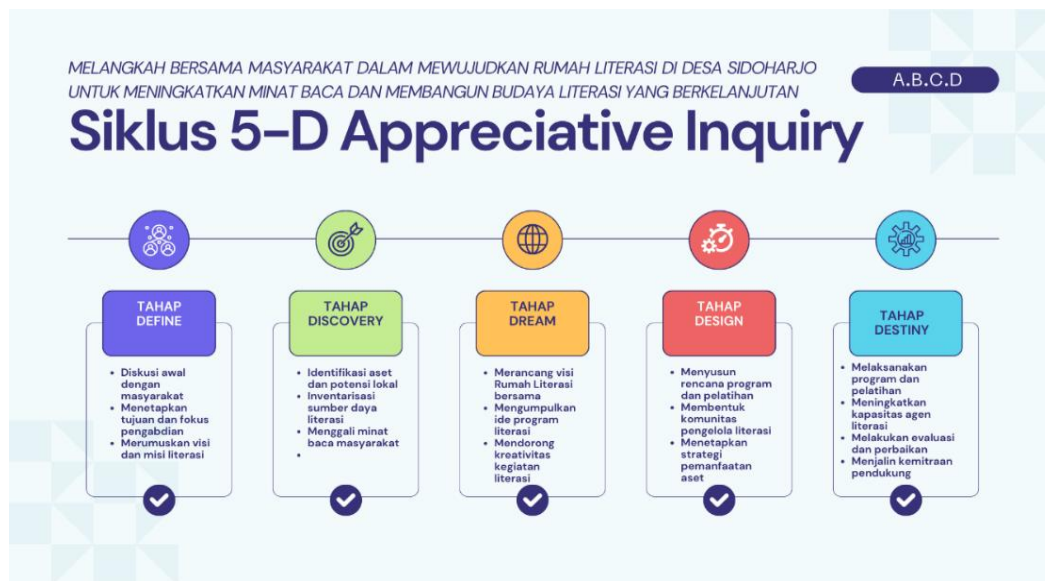 MELANGKAH BERSAMA MASYARAKAT DALAM MEWUJUDKAN RUMAH LITERASI DI DESA SIDOHARJO
UNTUK MENINGKATKAN MINAT BACA DAN MEMBANGUN BUDAYA LITERASI YANG BERKELANJUTAN
A.B.C.D
Siklus 5-D Appreciative Inquiry
TAHAP
DEFINE
• Diskusi awal
dengan
masyarakat
• Menetapkan
tujuan dan fokus
pengabdian
• Merumuskan visi
dan misi literasi
TAHAP
DISCOVERY
• Identifikasi aset
dan potensi lokal
• Inventarisasi
sumber daya
literasi
• Menggali minat
baca masyarakat
•
TAHAP
DREAM
• Merancang visi
Rumah Literasi
bersama
• Mengumpulkan
ide program
literasi
• Mendorong
kreativitas
kegiatan
literasi
TAHAP
DESIGN
• Menyusun
rencana program
dan pelatihan
• Membentuk
komunitas
pengelola literasi
• Menetapkan
strategi
pemanfaatan
aset
TAHAP
DESTINY
• Melaksanakan
program dan
pelatihan
• Meningkatkan
kapasitas agen
literasi
• Melakukan evaluasi
dan perbaikan
• Menjalin kemitraan
pendukung